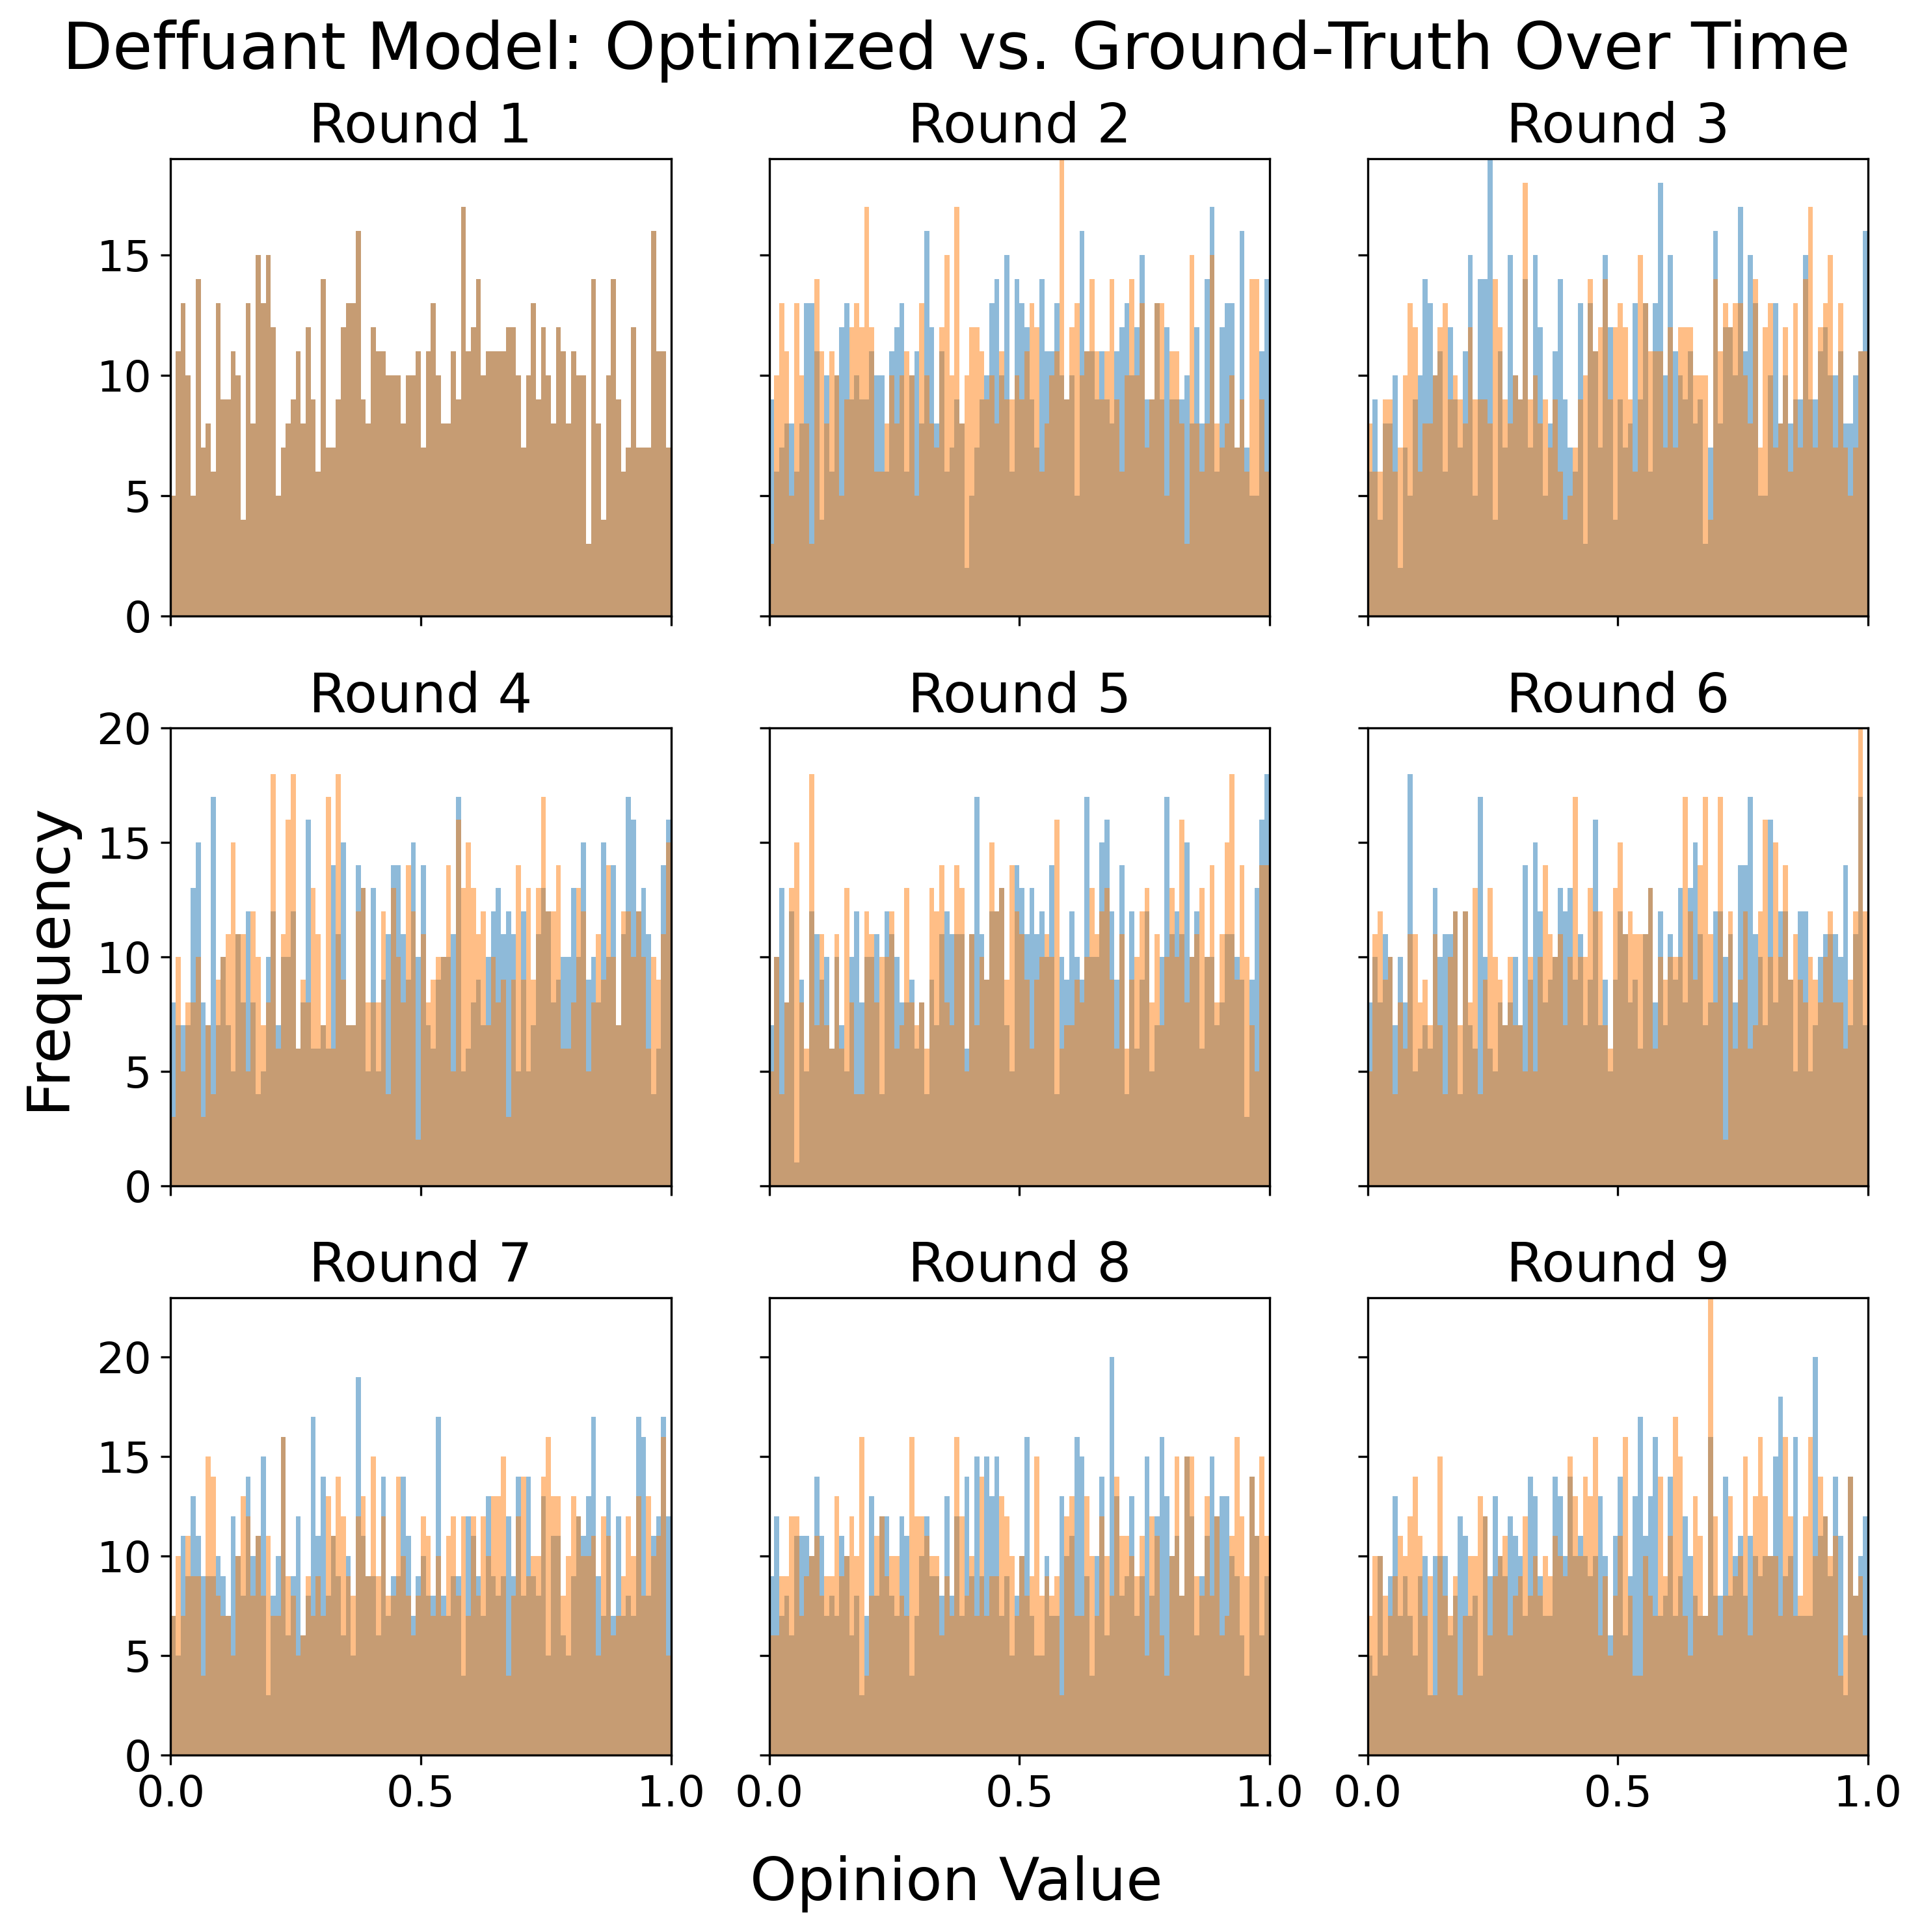 Deffuant Model: Optimized vs. Ground-Truth Over Time
Round 1
Round 2
Round 3
15
10
5
0
Round 4
Round 5
Round 6
20
15
10
5
0
Frequency
Round 7
Round 8
Round 9
20
15
10
5
0
0.0 0.5 1.0
0.0 0.5 1.0
0.0 0.5 1.0
Opinion Value